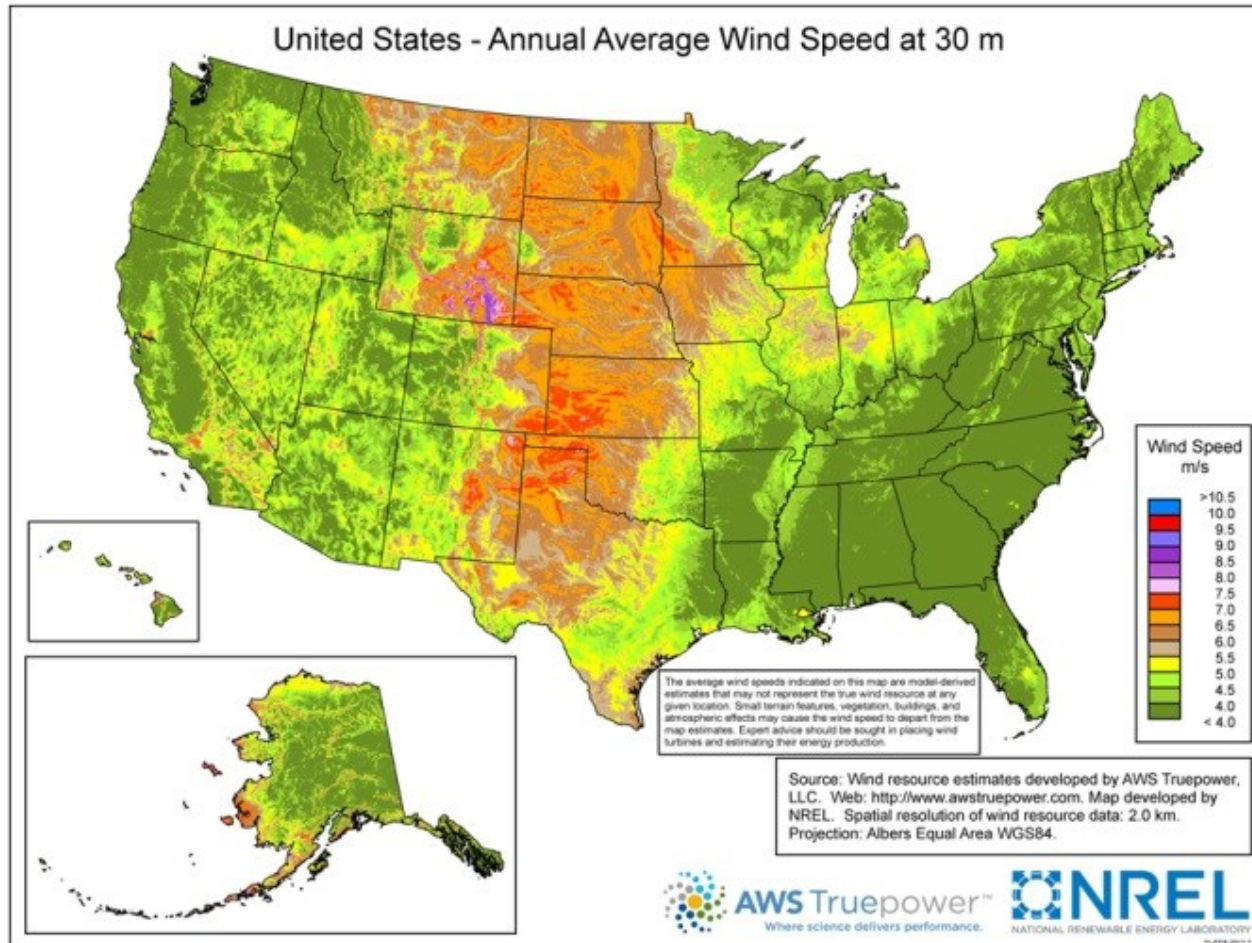 United States - Annual Average Wind Speed at 30 m
Wind Speed
m/s
>10.5
10.0
9.5
9.0
8.5
8.0
7.5
7.0
6.5
6.0
5.5
5.0
4.5
4.0
< 4.0
The average wind speeds indicated on this map are model-derived
estimates that may not represent the true wind resource at any
given location. Small terrain features, vegetation, buildings, and
atmospheric effects may cause the wind speed to depart from the
map estimates. Expert advice should be sought in placing wind
turbines and estimating their energy production.
Source: Wind resource estimates developed by AWS Truepower,
LLC. Web: http://www.awstruepower.com. Map developed by
NREL. Spatial resolution of wind resource data: 2.0 km.
Projection: Albers Equal Area WGS84.
AWS Truepower™
Where science delivers performance.
NREL
NATIONAL RENEWABLE ENERGY LABORATORY